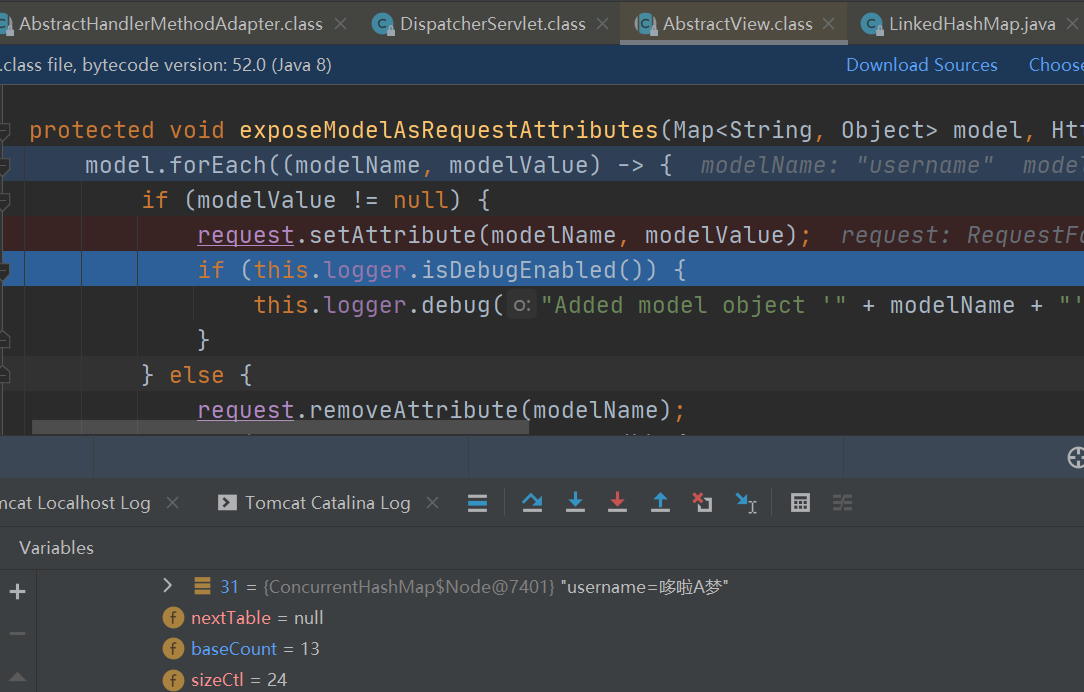 AbstractHandlerMethodAdapter.class DispatcherServlet.class AbstractView.class LinkedHashMap.java
.class file, bytecode version: 52.0 (Java 8) Download Sources Choose
protected void exposeModelAsRequestAttributes(Map<String, Object> model, Htt
model.forEach((modelName, modelValue) -> { modelName: "username" mode
if (modelValue != null) {
request.setAttribute(modelName, modelValue); request: RequestFa
if (this.logger.isDebugEnabled()) {
this.logger.debug( o: "Added model object '" + modelName + "'
}
} else {
request.removeAttribute(modelName);
mcat Localhost Log Tomcat Catalina Log
Variables
31 = {ConcurrentHashMap$Node@7401} "username=哆啦A梦"
f nextTable = null
f baseCount = 13
f sizeCtl = 24